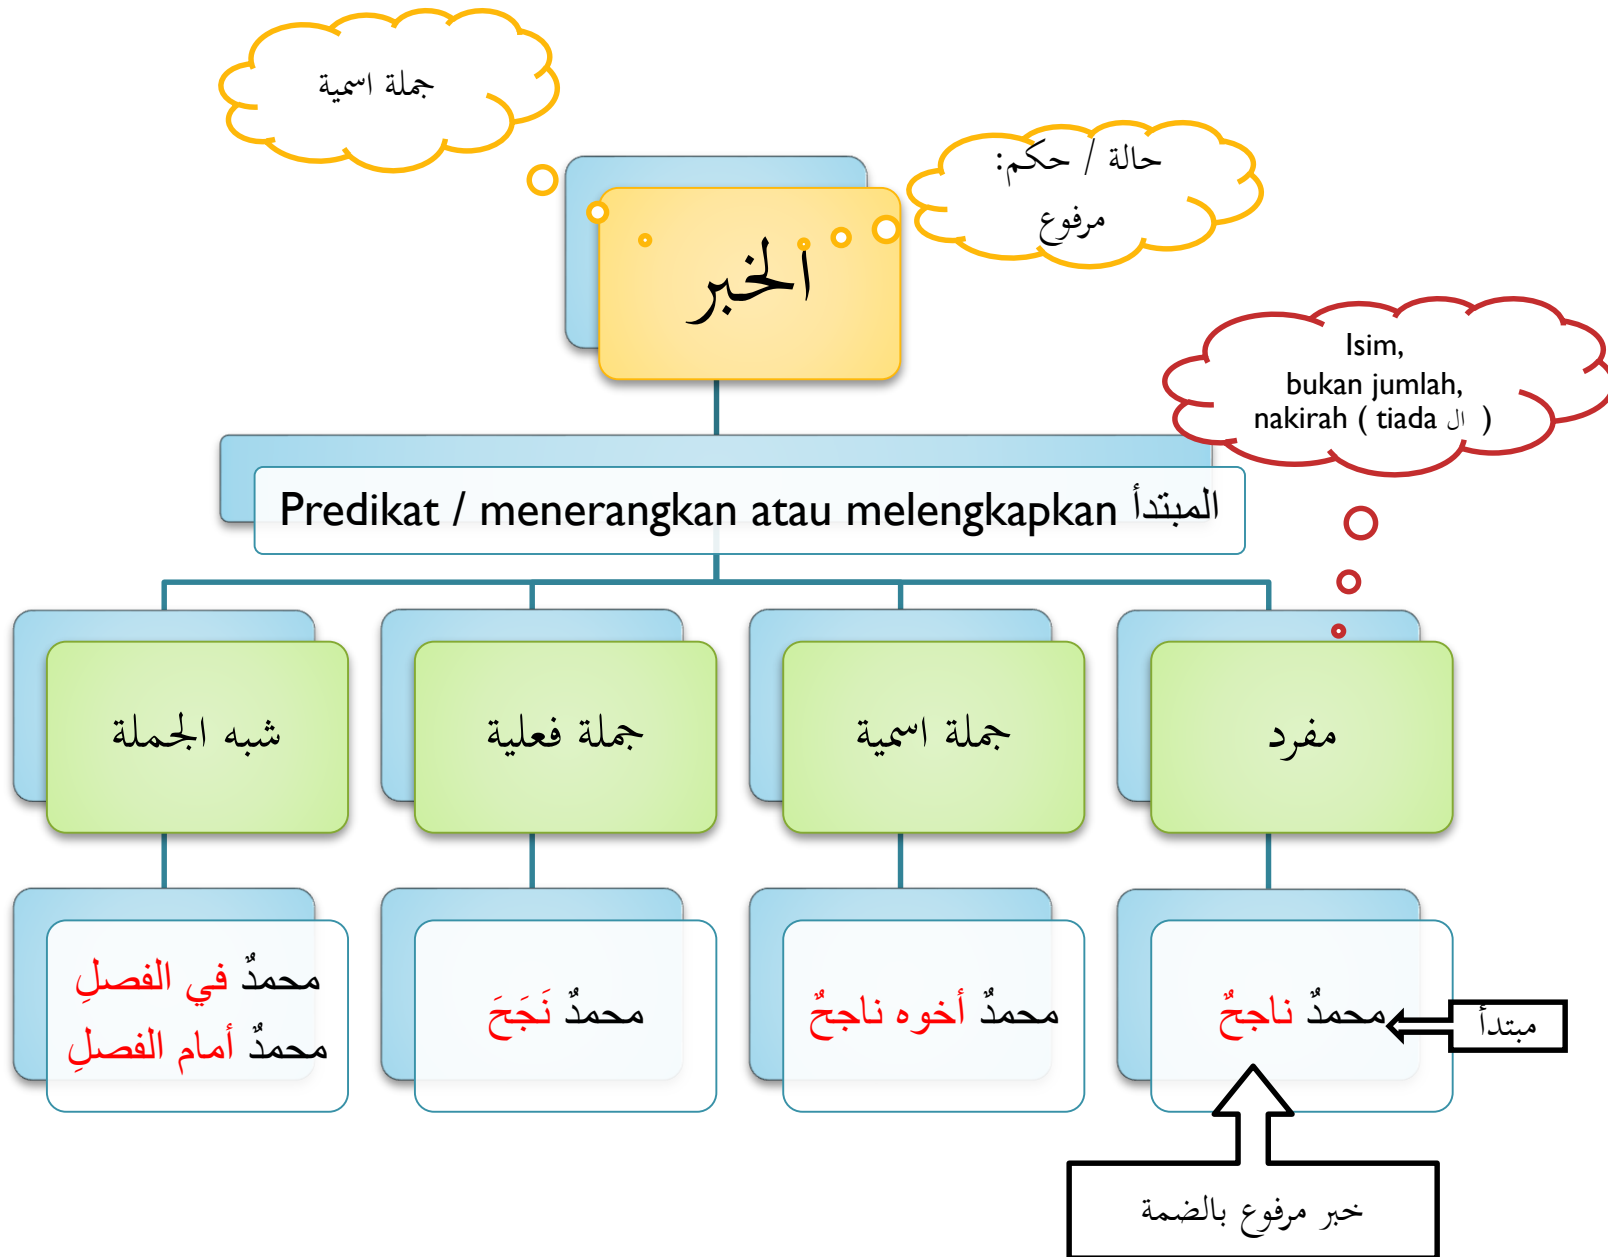 جملة اسمية
حالة / حكم:
مرفوع
الخبر
Isim,
bukan jumlah,
nakirah ( tiada ال )
Predikat / menerangkan atau melengkapkan المبتدأ
مفرد
جملة اسمية
جملة فعلية
شبه الجملة
محمدٌ ناجحٌ
مبتدأ
خبر مرفوع بالضمة
محمدٌ أخوه ناجحٌ
محمدٌ نَجَحَ
محمدٌ في الفصلِ
محمدٌ أمام الفصلِ